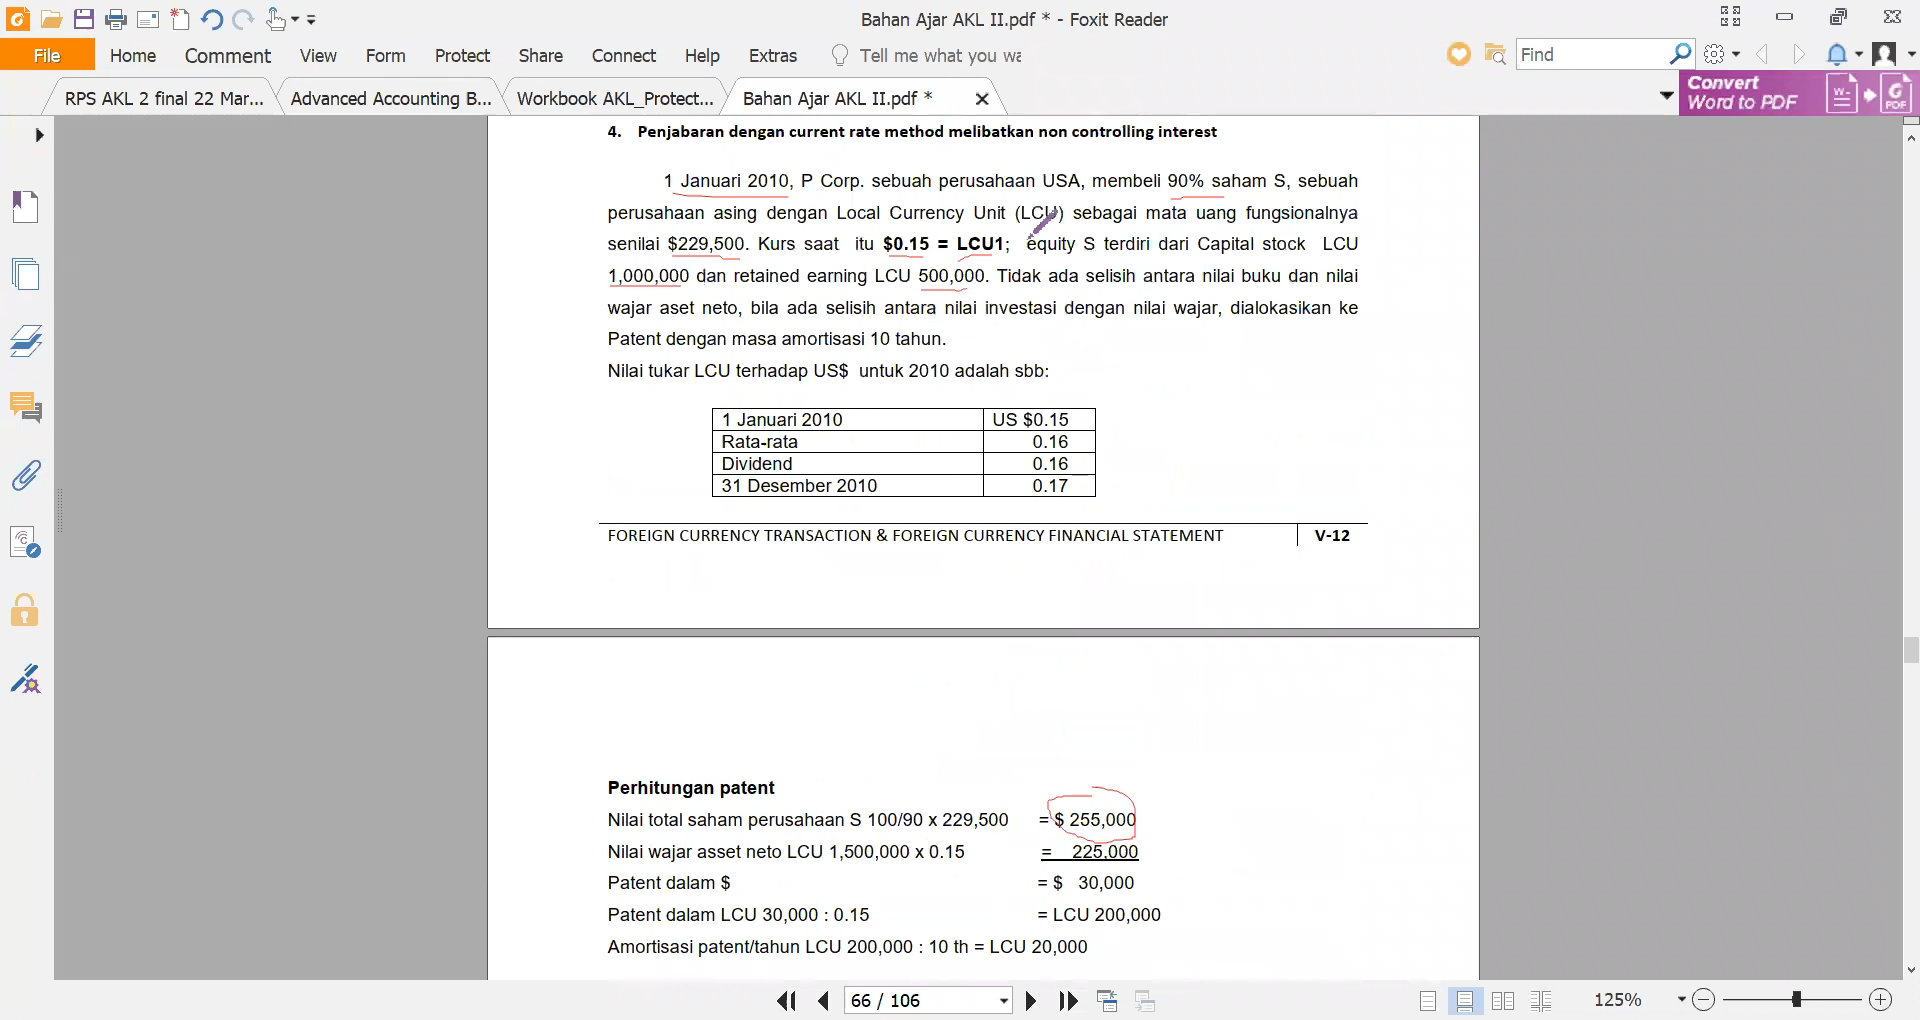 Bahan Ajar AKL II.pdf * - Foxit Reader
File Home Comment View Form Protect Share Connect Help Extras Tell me what you wa Find
RPS AKL 2 final 22 Mar... Advanced Accounting B... Workbook AKL_Protect... Bahan Ajar AKL II.pdf *
Convert
Word to PDF
4. Penjabaran dengan current rate method melibatkan non controlling interest
1 Januari 2010, P Corp. sebuah perusahaan USA, membeli 90% saham S, sebuah
perusahaan asing dengan Local Currency Unit (LCU) sebagai mata uang fungsionalnya
senilai $229,500. Kurs saat itu $0.15 = LCU1; equity S terdiri dari Capital stock LCU
1,000,000 dan retained earning LCU 500,000. Tidak ada selisih antara nilai buku dan nilai
wajar aset neto, bila ada selisih antara nilai investasi dengan nilai wajar, dialokasikan ke
Patent dengan masa amortisasi 10 tahun.
Nilai tukar LCU terhadap US$ untuk 2010 adalah sbb:
1 Januari 2010 US $0.15
Rata-rata 0.16
Dividend 0.16
31 Desember 2010 0.17
FOREIGN CURRENCY TRANSACTION & FOREIGN CURRENCY FINANCIAL STATEMENT V-12
Perhitungan patent
Nilai total saham perusahaan S 100/90 x 229,500 = $ 255,000
Nilai wajar asset neto LCU 1,500,000 x 0.15 = 225,000
Patent dalam $ = $ 30,000
Patent dalam LCU 30,000 : 0.15 = LCU 200,000
Amortisasi patent/tahun LCU 200,000 : 10 th = LCU 20,000
66 / 106 125%